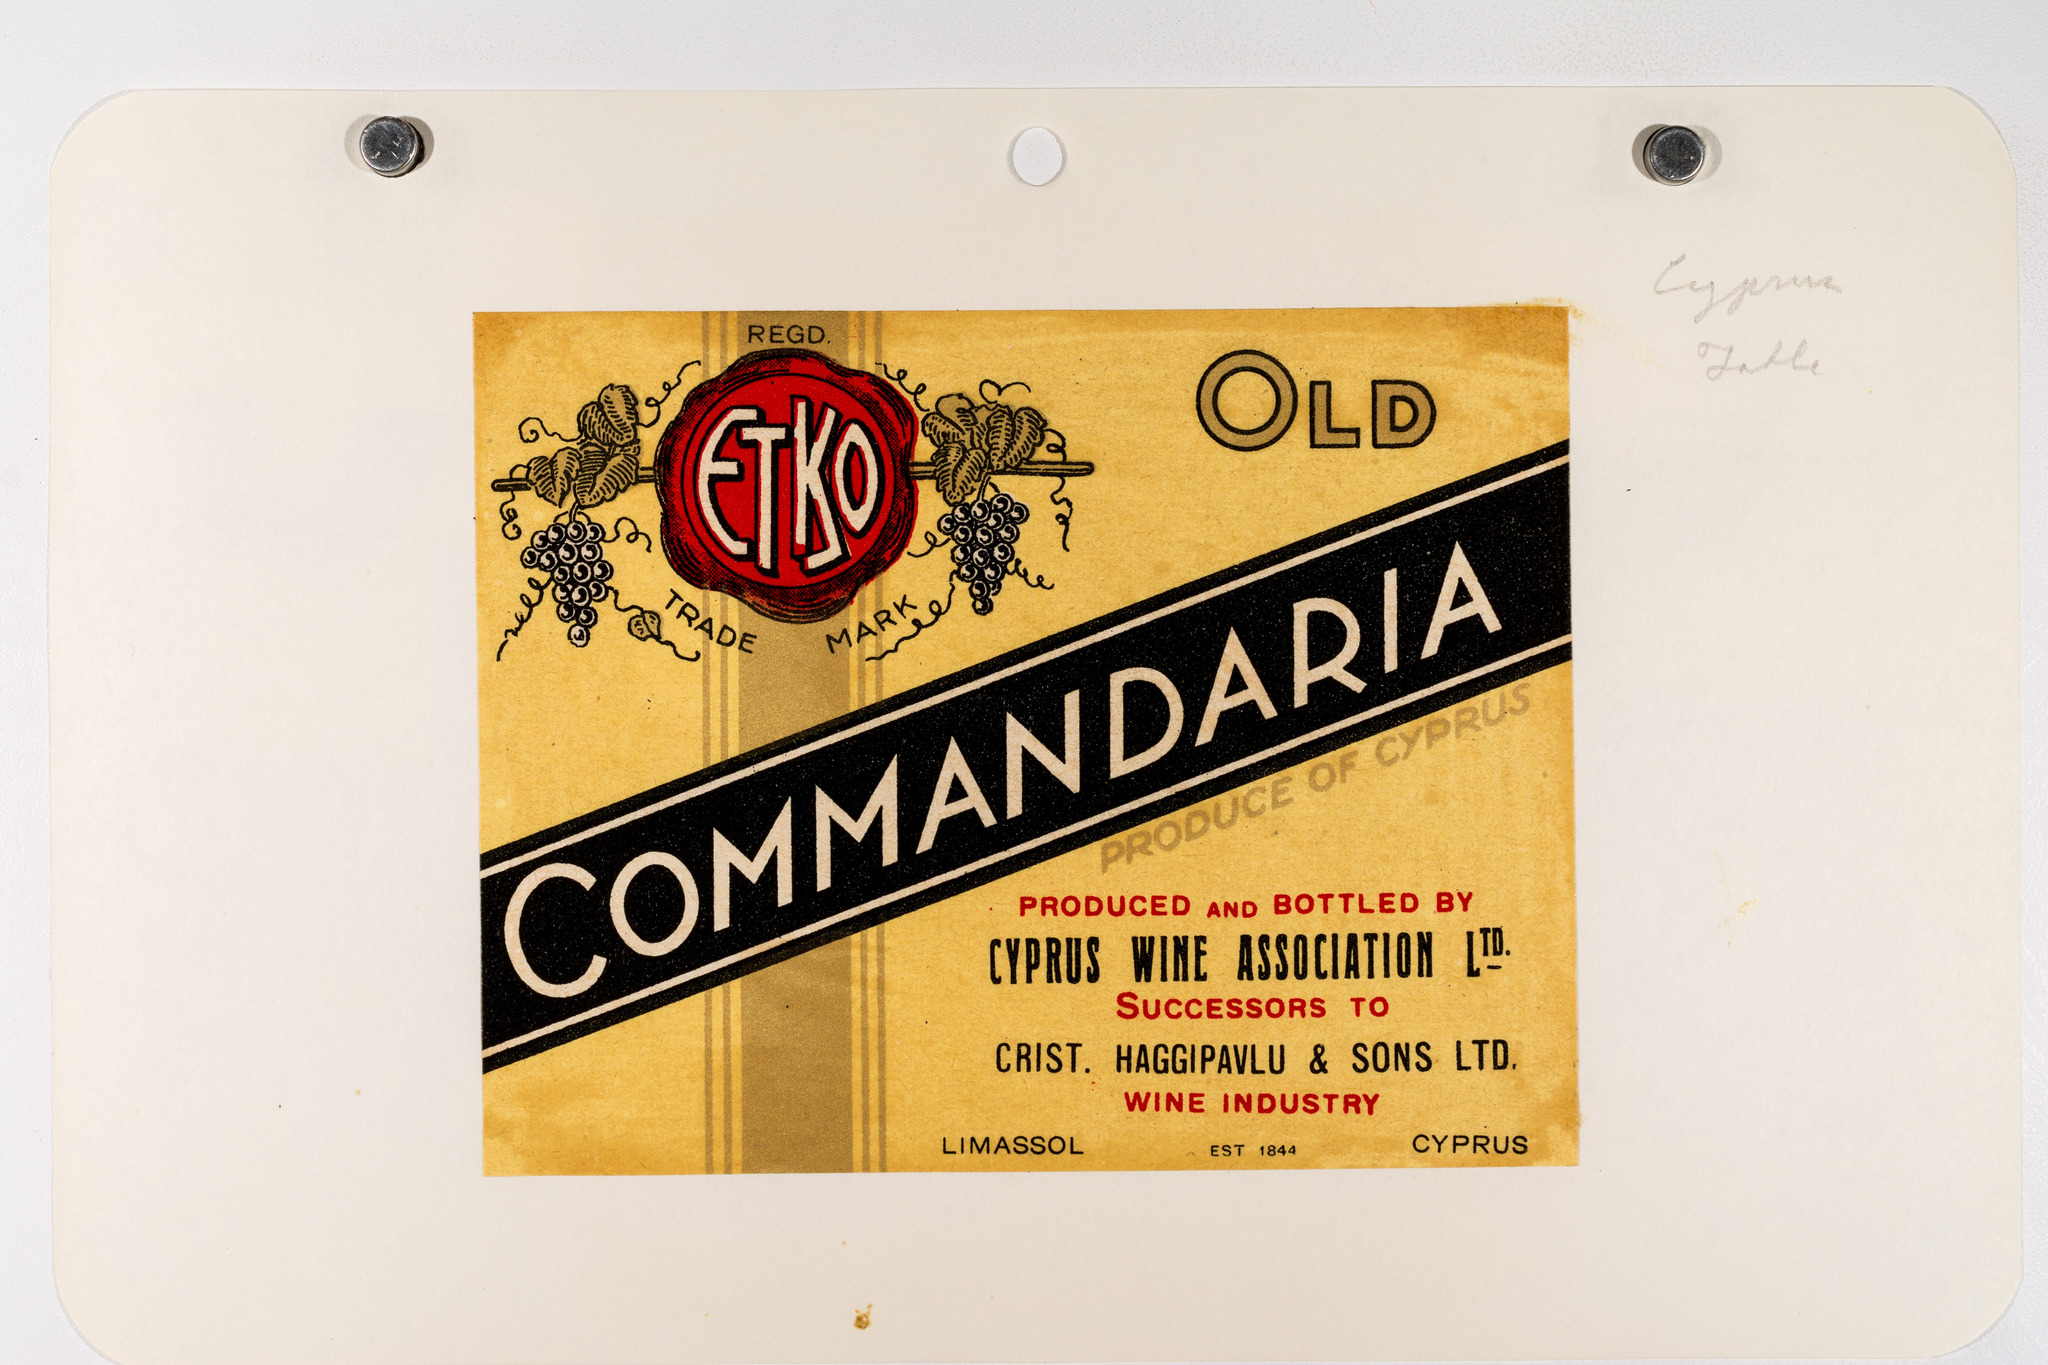 Cyprus
Table
REGD.
ETKO
TRADE MARK
OLD
COMMANDARIA
PRODUCE OF CYPRUS
PRODUCED AND BOTTLED BY
CYPRUS WINE ASSOCIATION LTD.
SUCCESSORS TO
CRIST. HAGGIPAVLU & SONS LTD.
WINE INDUSTRY
LIMASSOL EST 1844 CYPRUS